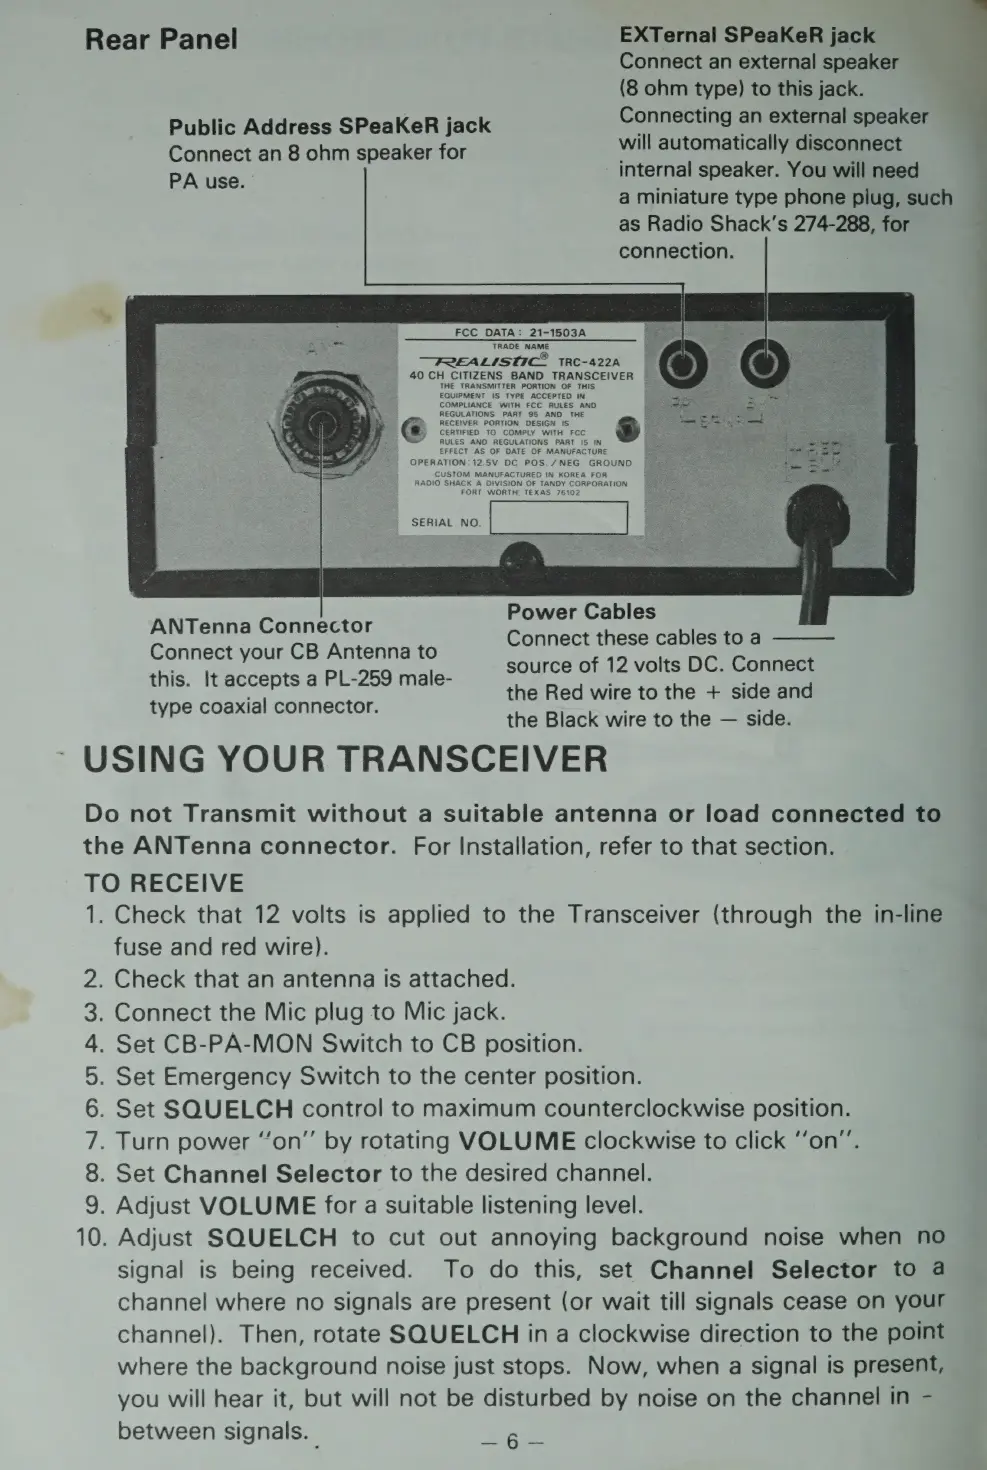 Rear Panel
EXTernal SPeaKeR jack
Connect an external speaker
(8 ohm type) to this jack.
Connecting an external speaker
will automatically disconnect
internal speaker. You will need
a miniature type phone plug, such
as Radio Shack's 274-288, for
connection.
Public Address SPeaKeR jack
Connect an 8 ohm speaker for
PA use.
FCC DATA: 21-1503A
TRADE NAME
REALISTIC® TRC-422A
40 CH CITIZENS BAND TRANSCEIVER
THE TRANSMITTER PORTION OF THIS
EQUIPMENT IS TYPE ACCEPTED IN
COMPLIANCE WITH FCC RULES AND
REGULATIONS PART 95 AND THE
RECEIVER PORTION DESIGN IS
CERTIFIED TO COMPLY WITH FCC
RULES AND REGULATIONS PART 15 IN
EFFECT AS OF DATE OF MANUFACTURE
OPERATION: 12.5V DC POS. / NEG GROUND
CUSTOM MANUFACTURED IN KOREA FOR
RADIO SHACK A DIVISION OF TANDY CORPORATION
FORT WORTH, TEXAS 76102
SERIAL NO.
ANTenna Connector
Connect your CB Antenna to
this. It accepts a PL-259 male-
type coaxial connector.
Power Cables
Connect these cables to a
source of 12 volts DC. Connect
the Red wire to the + side and
the Black wire to the — side.
USING YOUR TRANSCEIVER
Do not Transmit without a suitable antenna or load connected to
the ANTenna connector. For Installation, refer to that section.
TO RECEIVE
1. Check that 12 volts is applied to the Transceiver (through the in-line
fuse and red wire).
2. Check that an antenna is attached.
3. Connect the Mic plug to Mic jack.
4. Set CB-PA-MON Switch to CB position.
5. Set Emergency Switch to the center position.
6. Set SQUELCH control to maximum counterclockwise position.
7. Turn power "on" by rotating VOLUME clockwise to click "on".
8. Set Channel Selector to the desired channel.
9. Adjust VOLUME for a suitable listening level.
10. Adjust SQUELCH to cut out annoying background noise when no
signal is being received. To do this, set Channel Selector to a
channel where no signals are present (or wait till signals cease on your
channel). Then, rotate SQUELCH in a clockwise direction to the point
where the background noise just stops. Now, when a signal is present,
you will hear it, but will not be disturbed by noise on the channel in -
between signals.
— 6 —